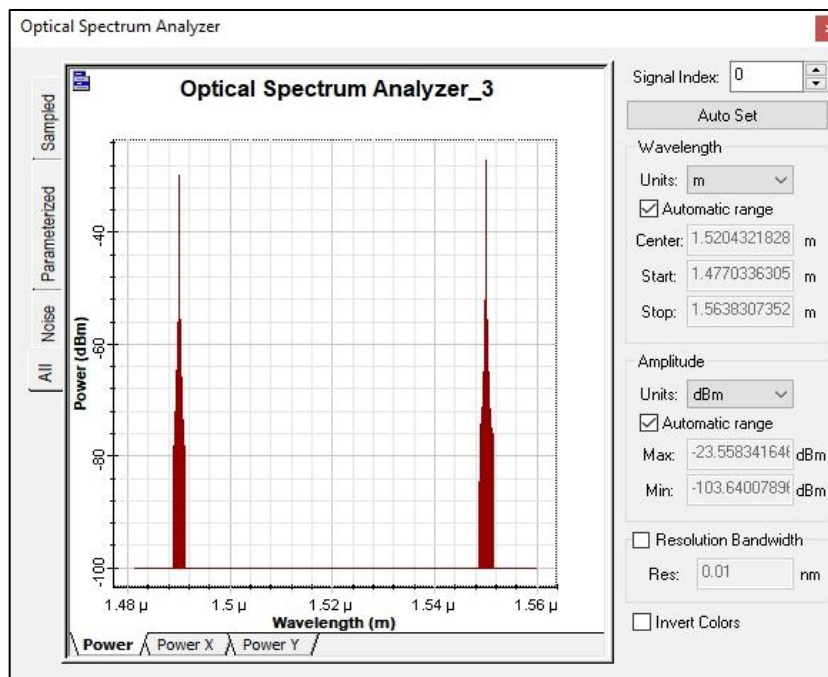 Optical Spectrum Analyzer
Sampled
Parameterized
Noise
All
Optical Spectrum Analyzer_3
Power (dBm)
-40
-60
-80
-100
1.48 µ
1.5 µ
1.52 µ
1.54 µ
1.56 µ
Wavelength (m)
Power
Power X
Power Y
Signal Index: 0
Auto Set
Wavelength
Units: m
Automatic range
Center: 1.5204321828 m
Start: 1.4770336305 m
Stop: 1.5638307352 m
Amplitude
Units: dBm
Automatic range
Max: -23.55834164 dBm
Min: -103.6400789 dBm
Resolution Bandwidth
Res: 0.01 nm
Invert Colors